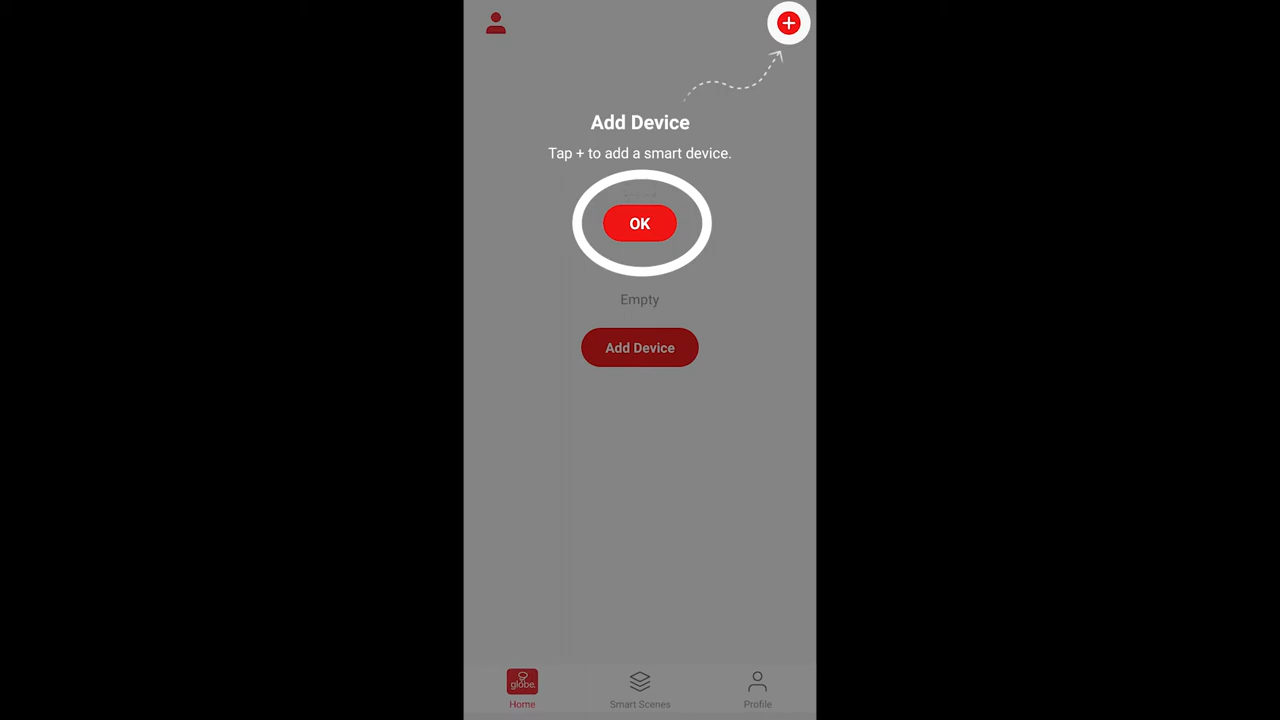 Add Device
Tap + to add a smart device.
OK
Empty
Add Device
globe.
Home
Smart Scenes
Profile